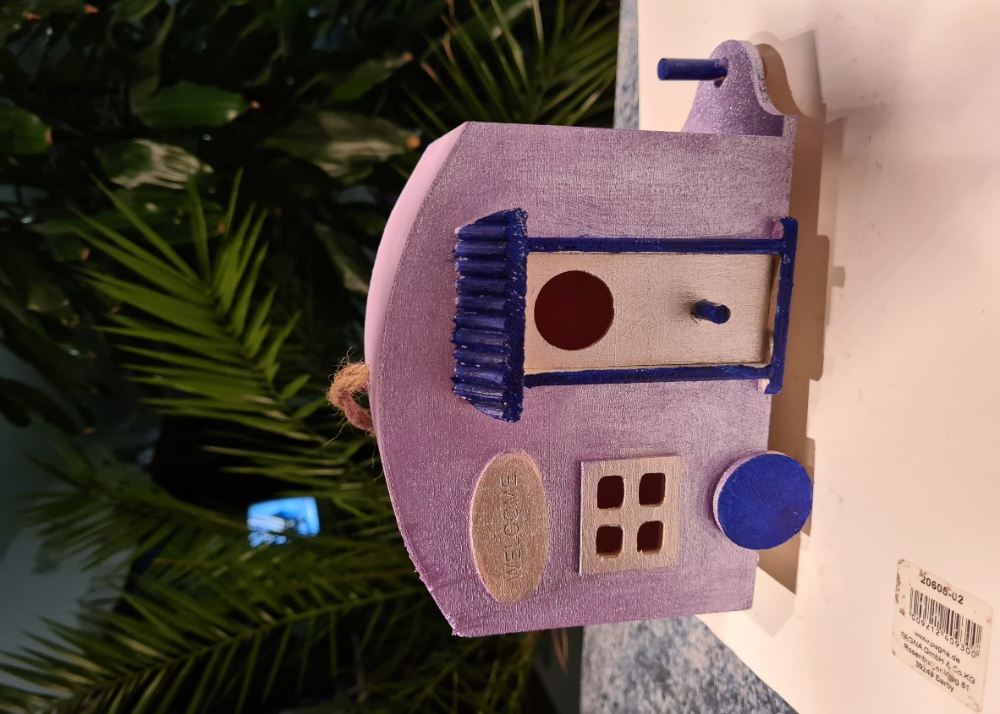 WELCOME
20605-02
www.pagna.de
PAGNA GmbH & Co.KG
Rosenburger Weg 81
39249 Barby